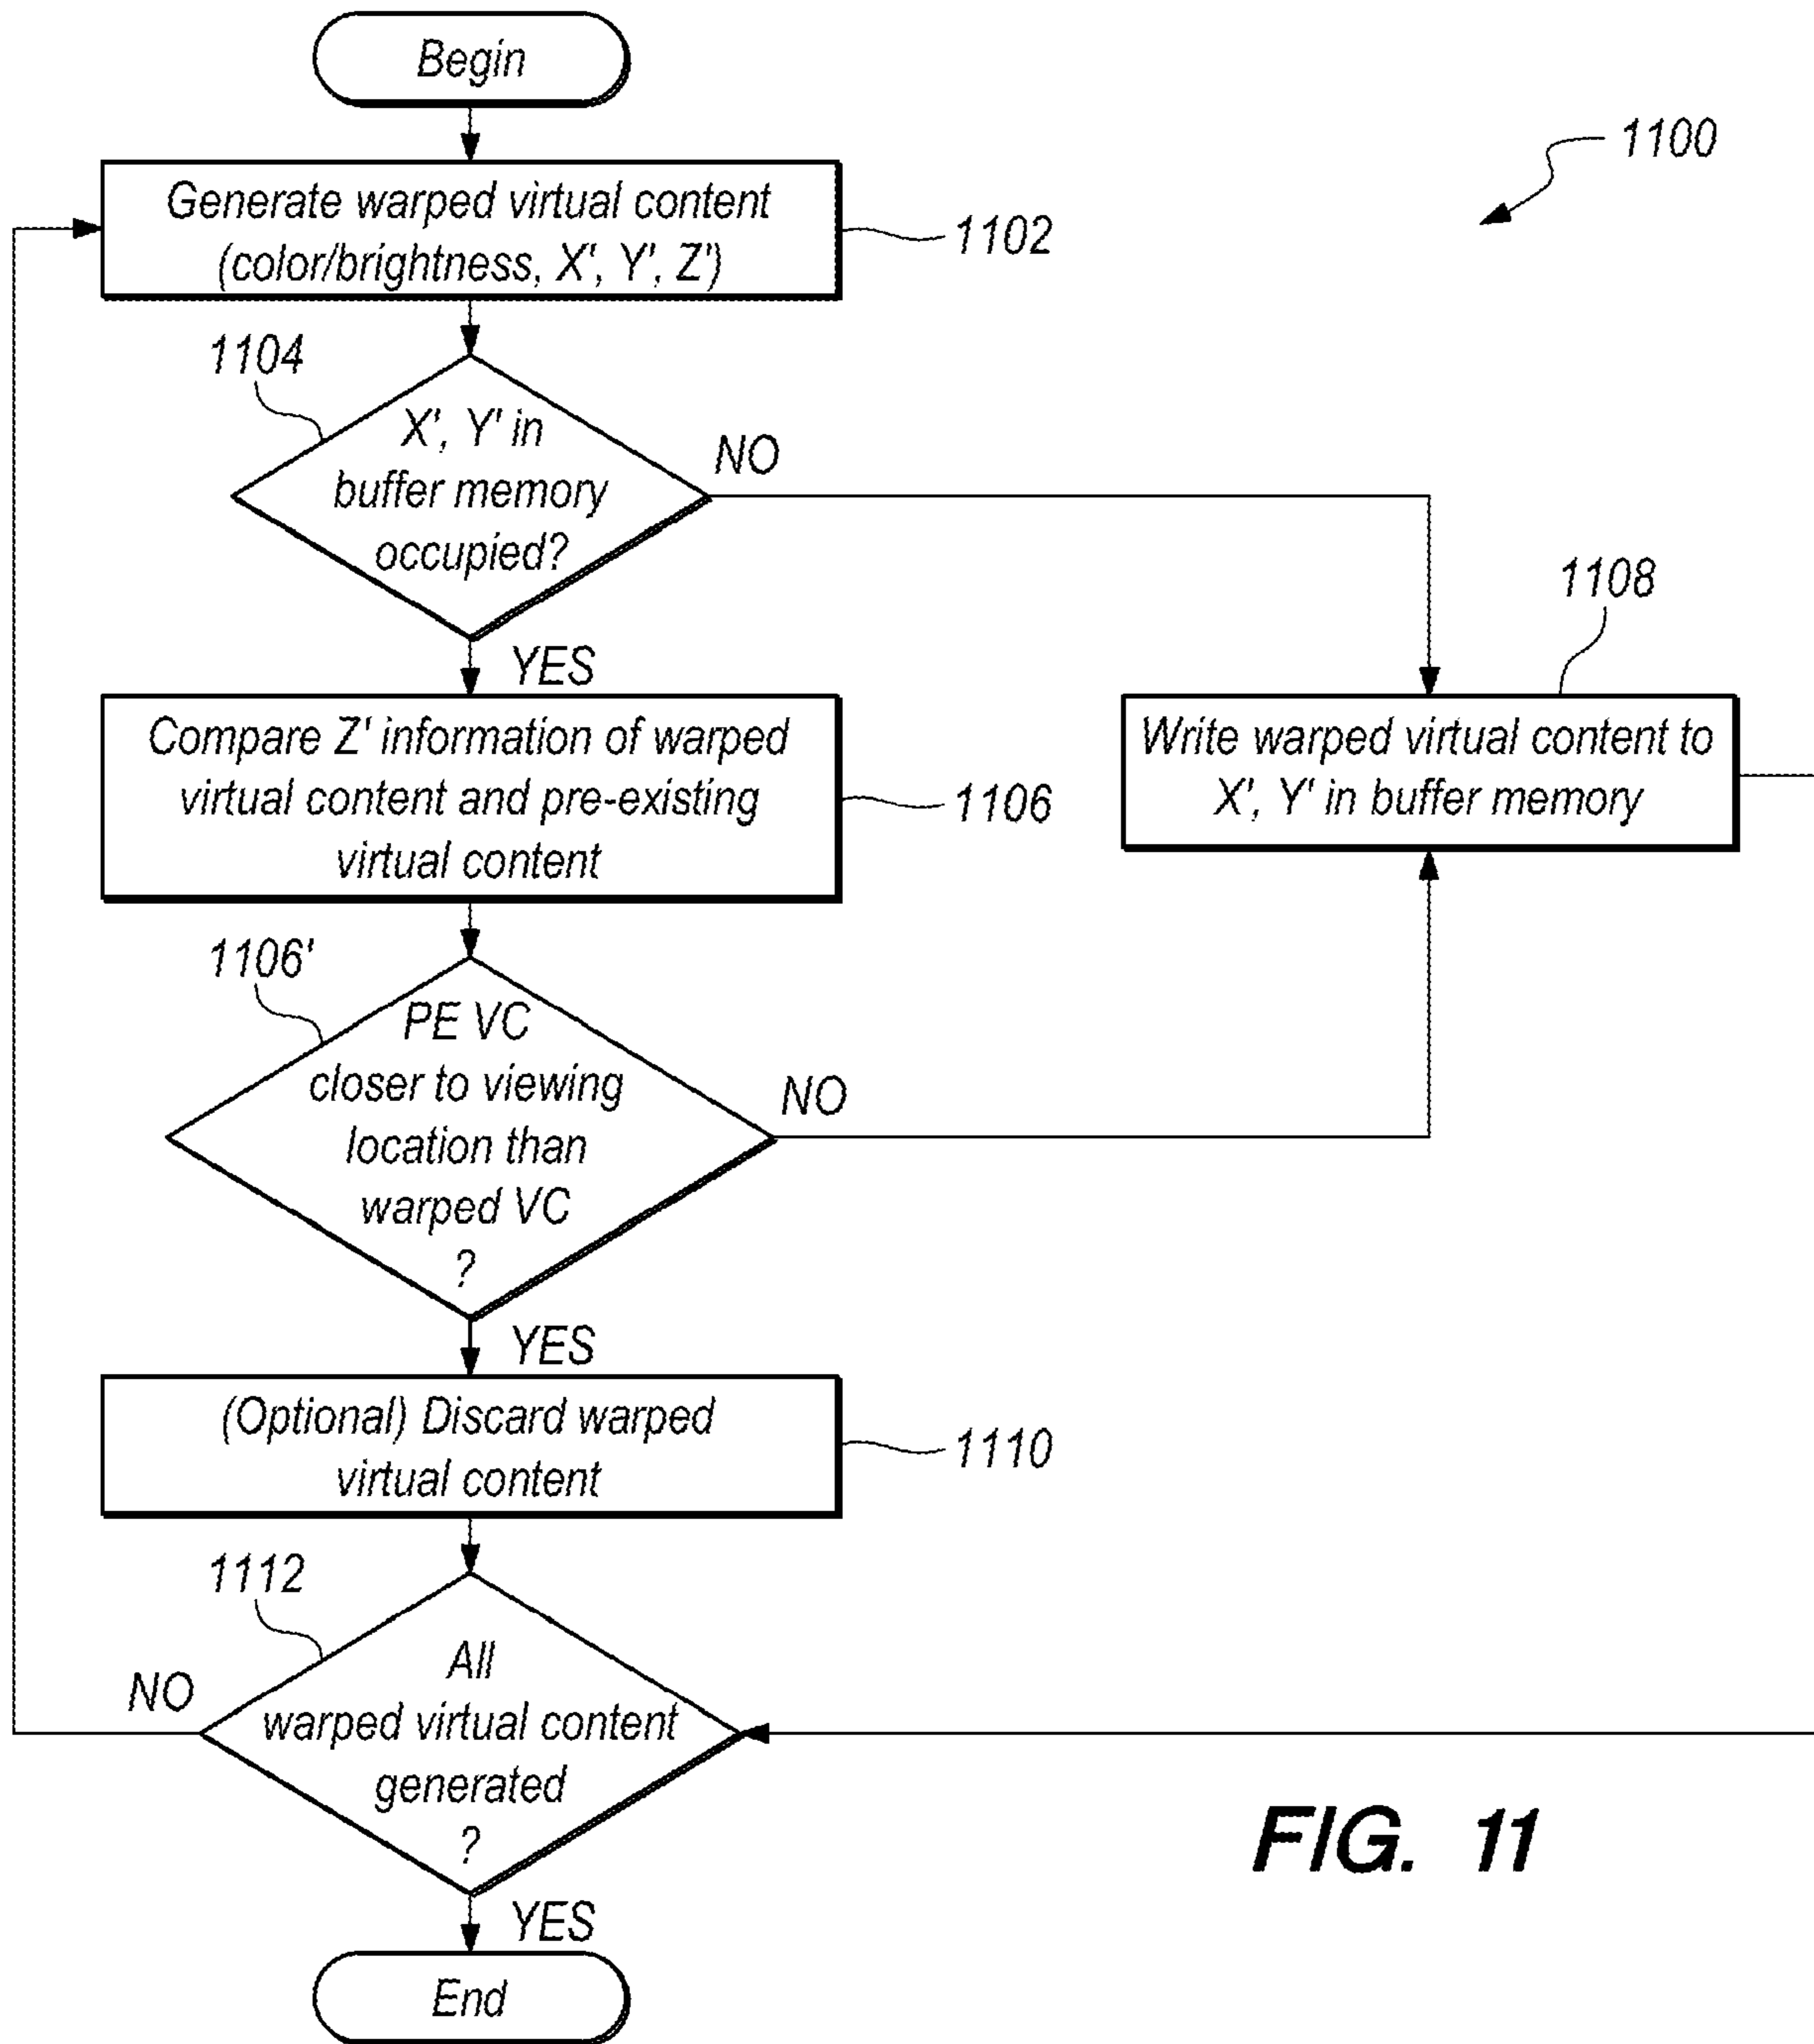 Begin
1100
Generate warped virtual content
(color/brightness, X', Y', Z')
1102
1104
X', Y' in
buffer memory
occupied?
NO
YES
1108
Write warped virtual content to
X', Y' in buffer memory
Compare Z' information of warped
virtual content and pre-existing
virtual content
1106
1106'
PE VC
closer to viewing
location than
warped VC
?
NO
YES
(Optional) Discard warped
virtual content
1110
1112
All
warped virtual content
generated
?
NO
YES
End
FIG. 11